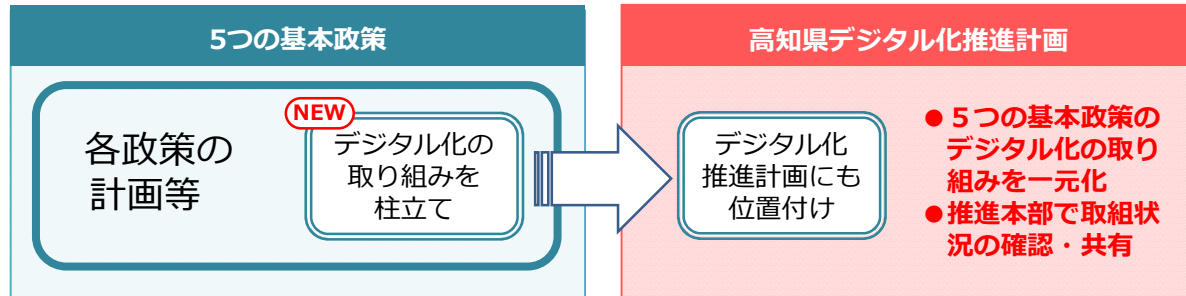 5つの基本政策
各政策の
計画等
NEW
デジタル化の
取り組みを
柱立て
高知県デジタル化推進計画
デジタル化
推進計画にも
位置付け
●５つの基本政策の
デジタル化の取り
組みを一元化
●推進本部で取組状
況の確認・共有